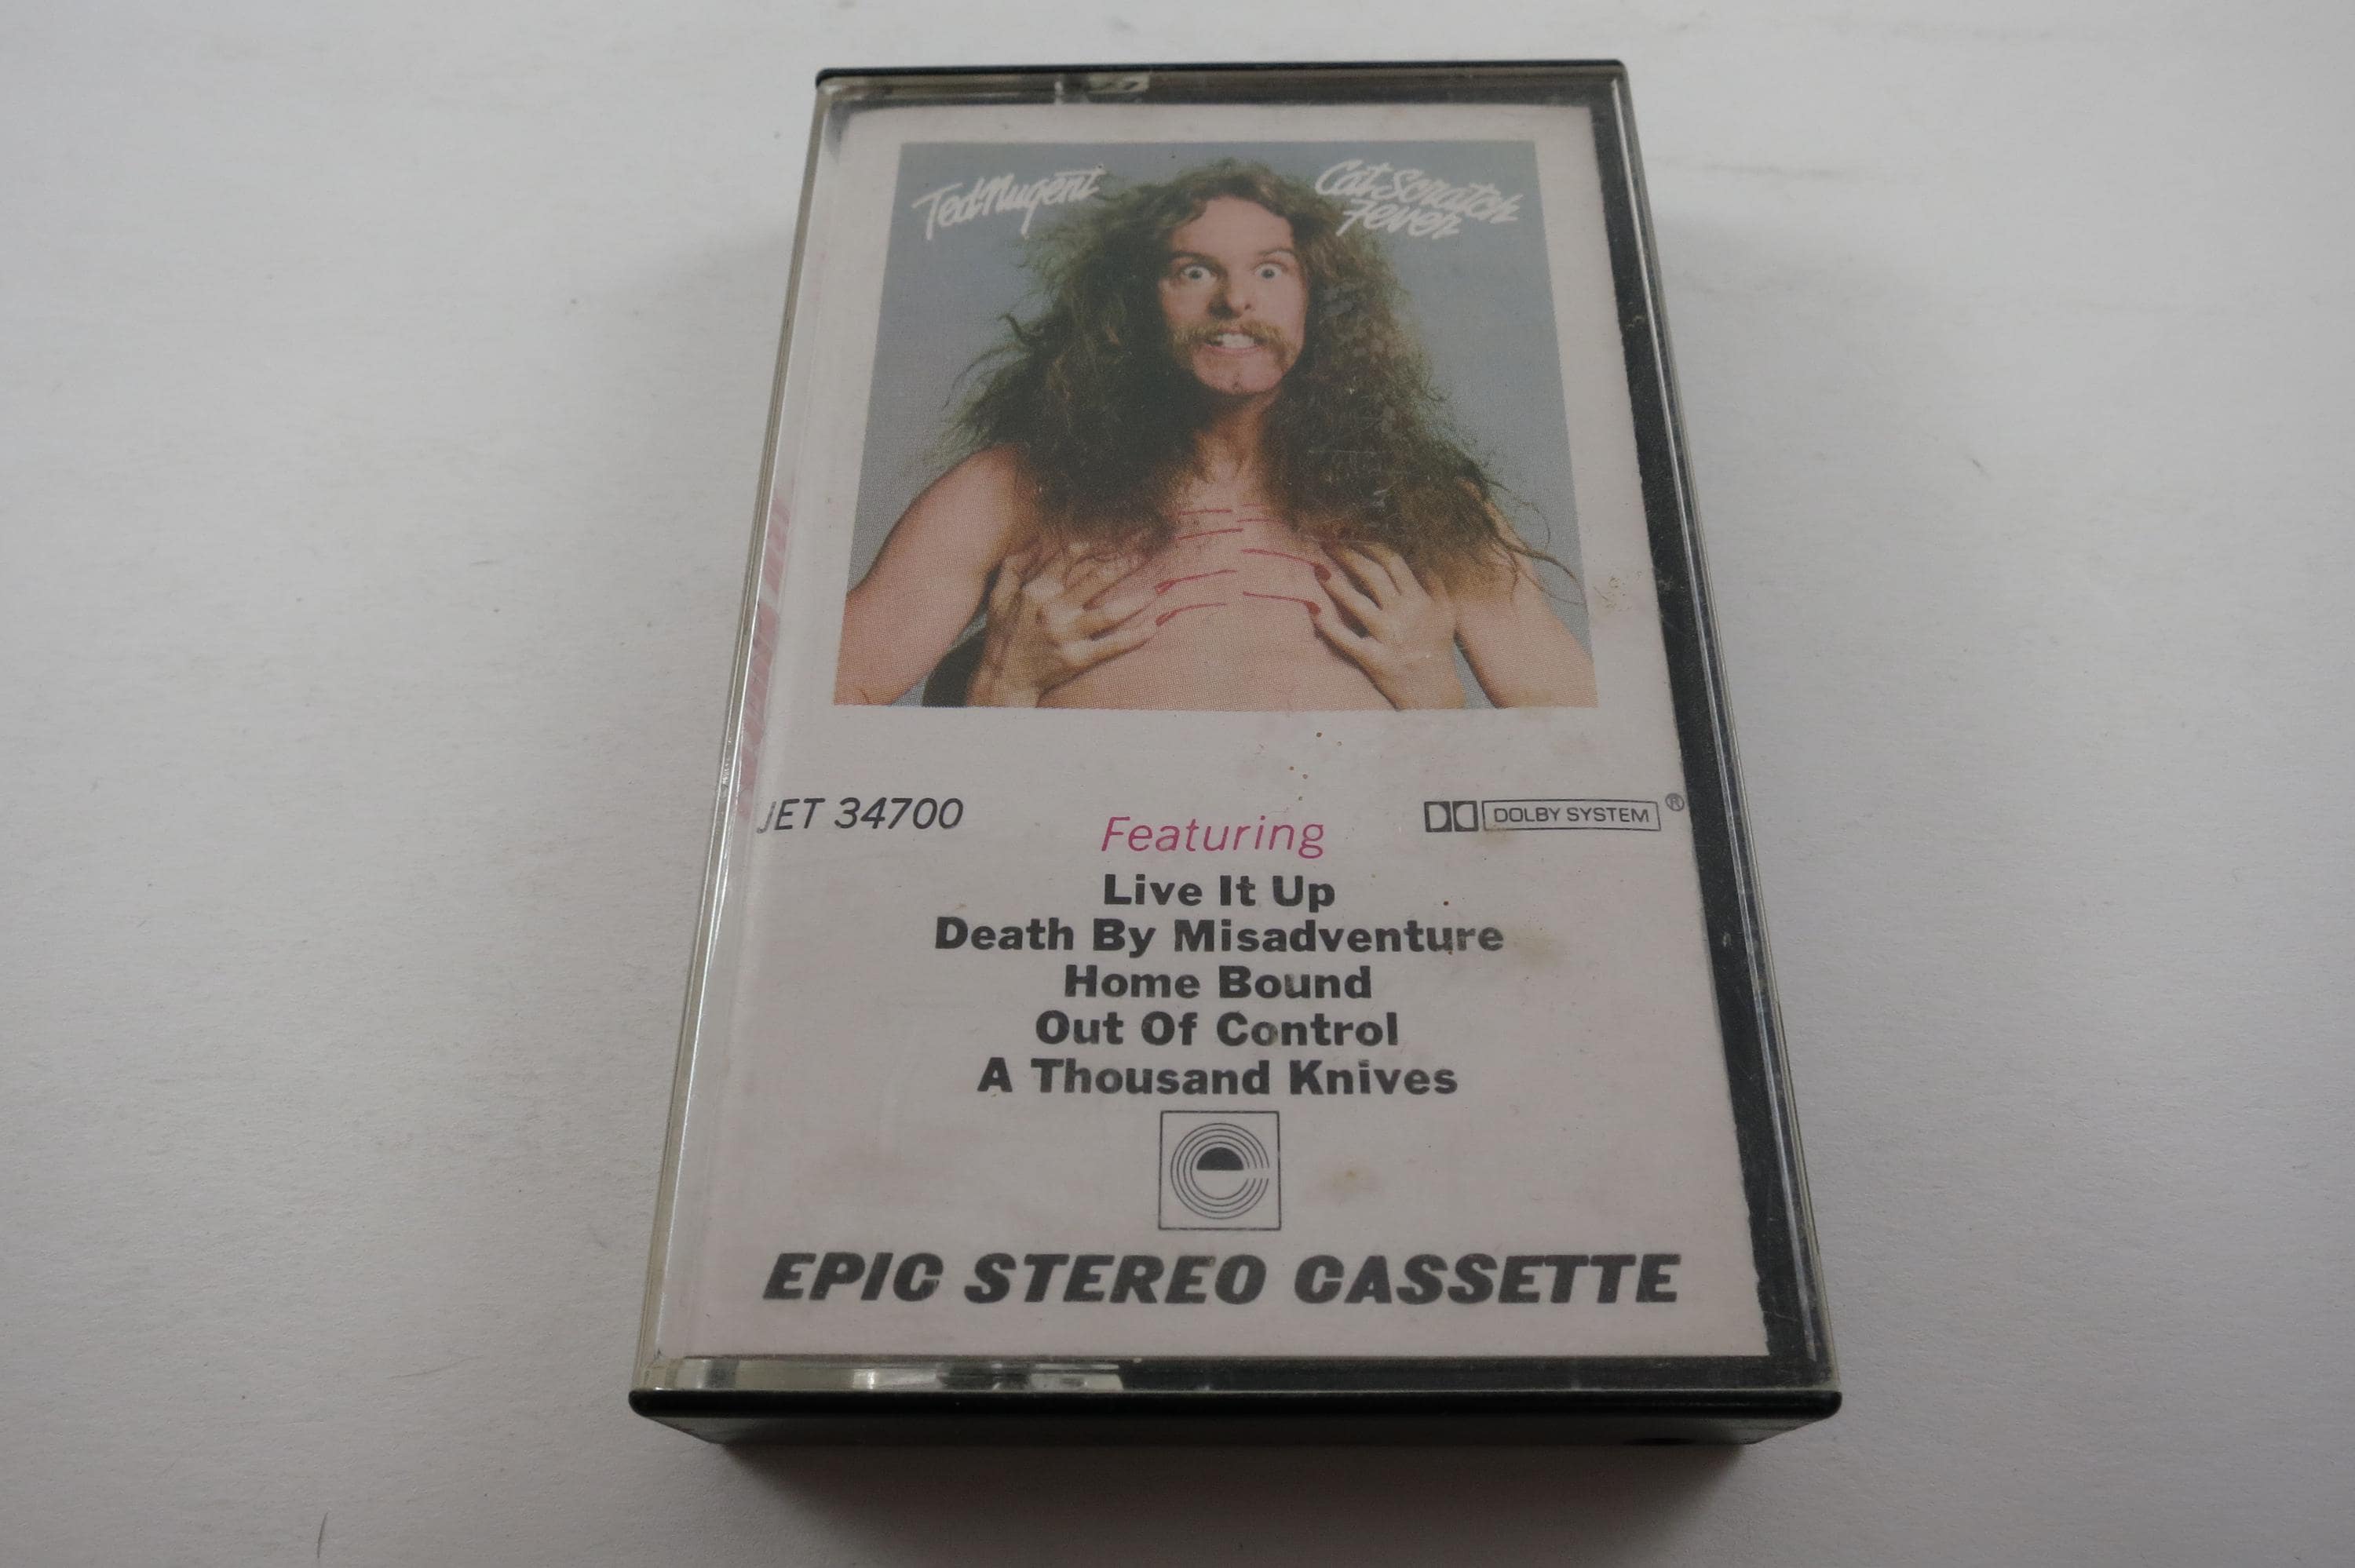 Ted Nugent
Cat Scratch
Fever
JET 34700
DOLBY SYSTEM ®
Featuring
Live It Up
Death By Misadventure
Home Bound
Out Of Control
A Thousand Knives
EPIC STEREO CASSETTE